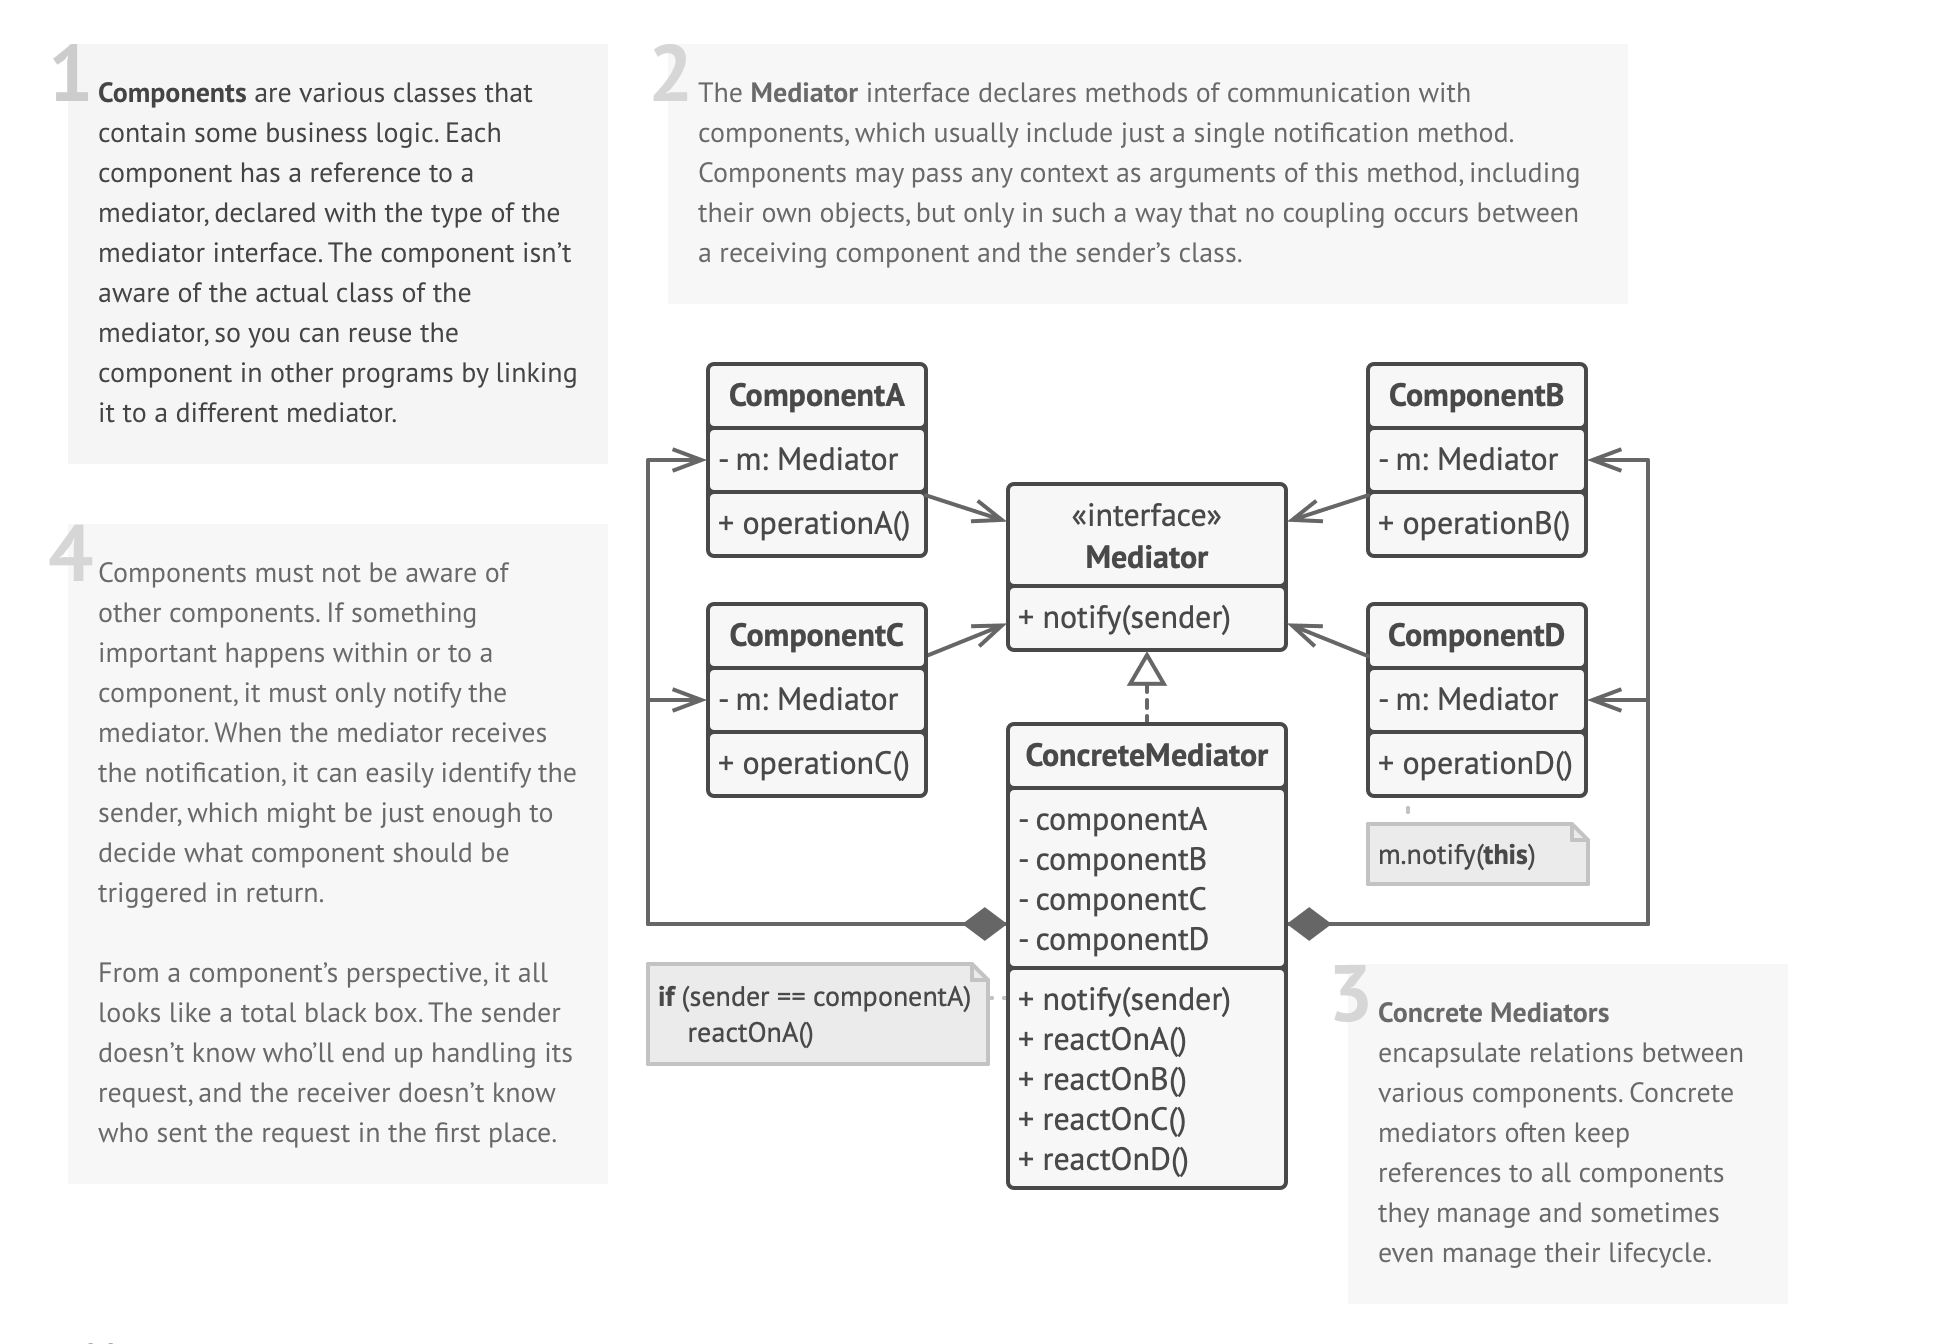 1
Components are various classes that
contain some business logic. Each
component has a reference to a
mediator, declared with the type of the
mediator interface. The component isn’t
aware of the actual class of the
mediator, so you can reuse the
component in other programs by linking
it to a different mediator.
2
The Mediator interface declares methods of communication with
components, which usually include just a single notification method.
Components may pass any context as arguments of this method, including
their own objects, but only in such a way that no coupling occurs between
a receiving component and the sender’s class.
ComponentA
- m: Mediator
+ operationA()
ComponentB
- m: Mediator
+ operationB()
«interface»
Mediator
+ notify(sender)
ComponentC
- m: Mediator
+ operationC()
ComponentD
- m: Mediator
+ operationD()
m.notify(this)
ConcreteMediator
- componentA
- componentB
- componentC
- componentD
+ notify(sender)
+ reactOnA()
+ reactOnB()
+ reactOnC()
+ reactOnD()
if (sender == componentA)
reactOnA()
3
Concrete Mediators
encapsulate relations between
various components. Concrete
mediators often keep
references to all components
they manage and sometimes
even manage their lifecycle.
4
Components must not be aware of
other components. If something
important happens within or to a
component, it must only notify the
mediator. When the mediator receives
the notification, it can easily identify the
sender, which might be just enough to
decide what component should be
triggered in return.
From a component’s perspective, it all
looks like a total black box. The sender
doesn’t know who’ll end up handling its
request, and the receiver doesn’t know
who sent the request in the first place.